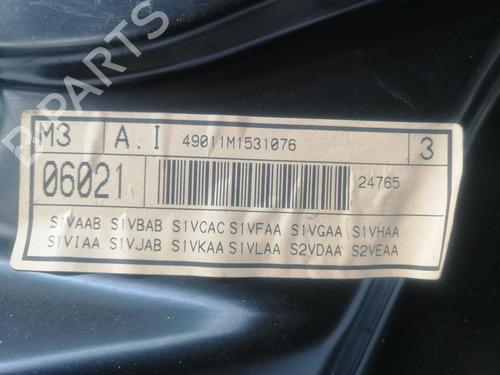 B-PARTS
M3 A.I 49011M1531076 3
06021 24765
S1VAAB S1VBAB S1VCAC S1VFAA S1VGAA S1VHAA
S1VIAA S1VJAB S1VKAA S1VLAA S2VDAA S2VEAA